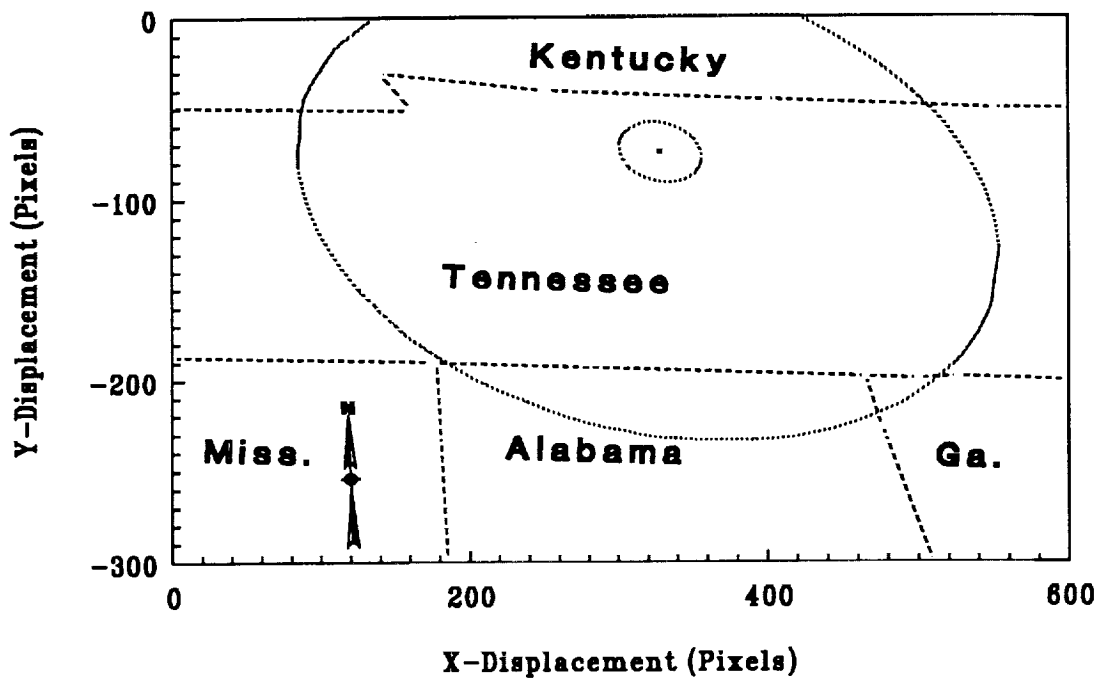 0
Kentucky
Y-Displacement (Pixels)
-100
Tennessee
-200
N
Miss.
Alabama
Ga.
-300
0 200 400 600
X-Displacement (Pixels)